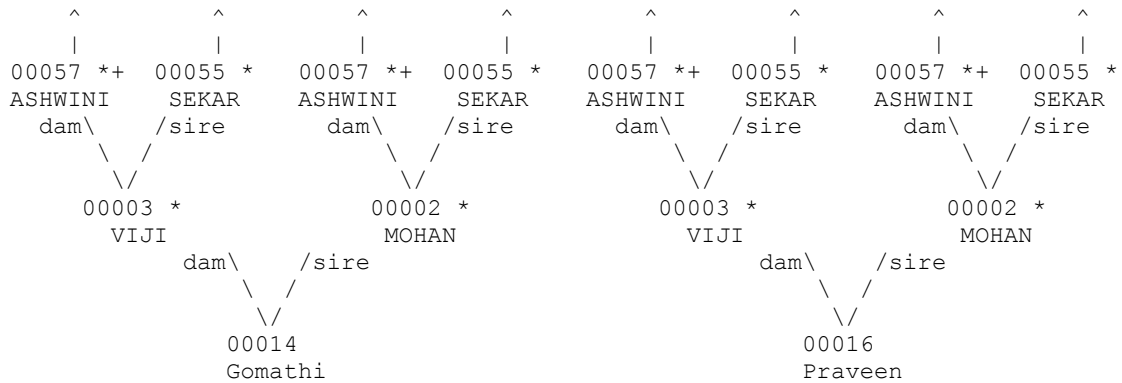 ^ ^ ^ ^ ^ ^ ^ ^
| | | | | | | |
00057 *+ 00055 * 00057 *+ 00055 * 00057 *+ 00055 * 00057 *+ 00055 *
ASHWINI SEKAR ASHWINI SEKAR ASHWINI SEKAR ASHWINI SEKAR
dam\ /sire dam\ /sire dam\ /sire dam\ /sire
\ / \ / \ / \ /
\/ \/ \/ \/
00003 * 00002 * 00003 * 00002 *
VIJI MOHAN VIJI MOHAN
dam\ /sire dam\ /sire
\ / \ /
\/ \/
00014 00016
Gomathi Praveen